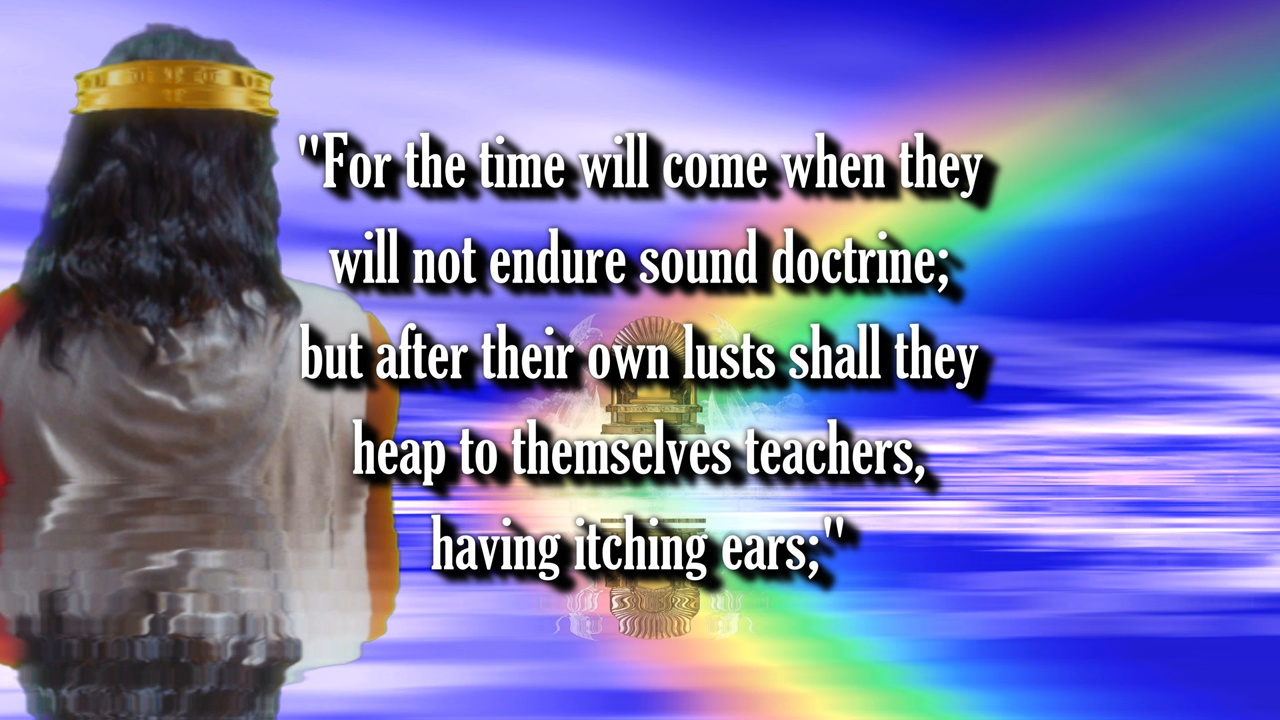 "For the time will come when they
will not endure sound doctrine;
but after their own lusts shall they
heap to themselves teachers,
having itching ears;"